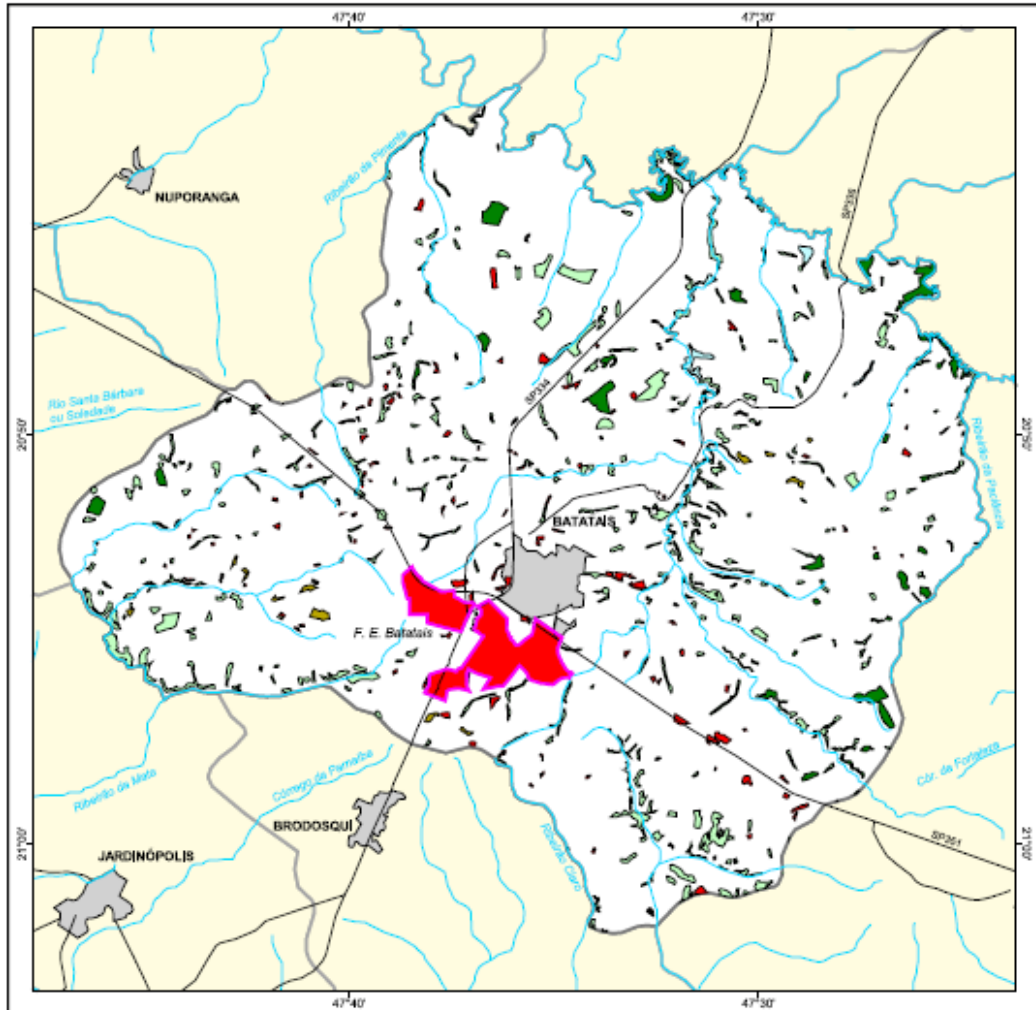 47°40'
47°30'
NUPORANGA
Ribeirão da Pimenta
SP335
SP334
Rio Santa Bárbara
ou Soledade
20°50'
20°50'
Ribeirão da Paciência
BATATAIS
F. E. Batatais
Ribeirão da Mata
Córrego da Parnaíba
Cór. da Fortaleza
BRODOSQUI
JARDINÓPOLIS
Ribeirão Claro
SP351
21°00'
21°00'
47°40'
47°30'